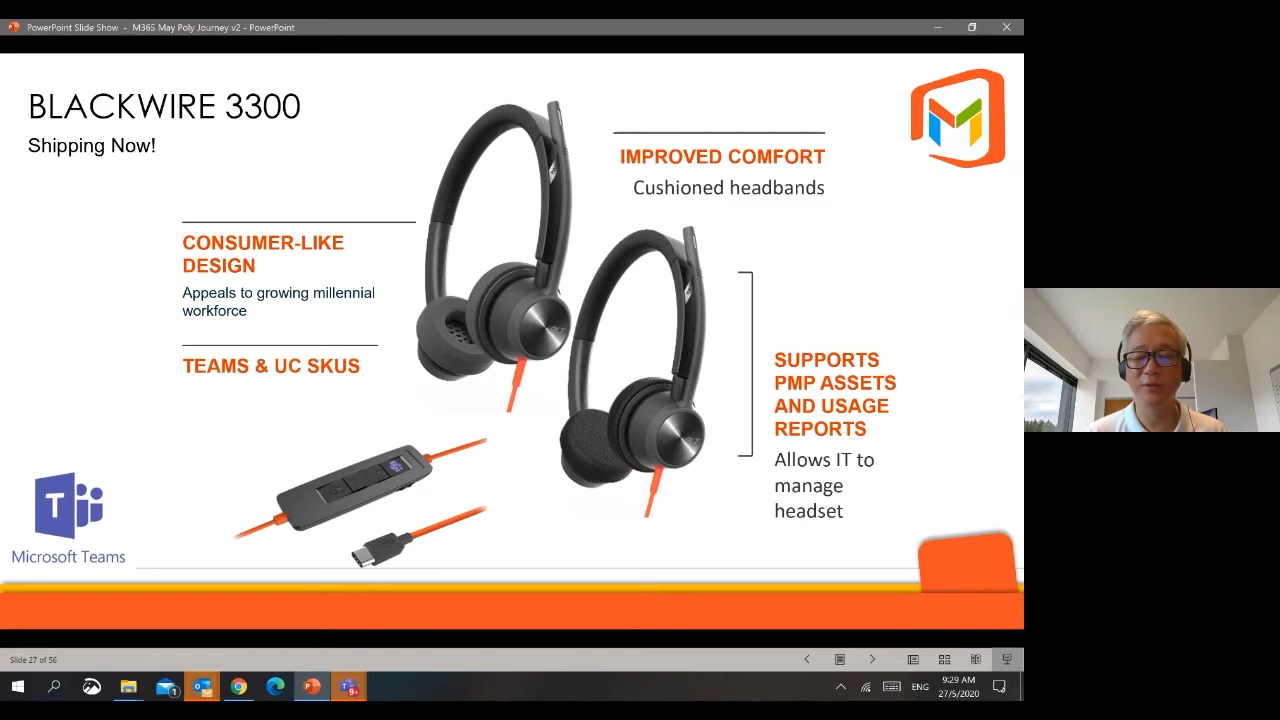 PowerPoint Slide Show - M365 May Poly Journey v2 - PowerPoint
BLACKWIRE 3300
Shipping Now!
IMPROVED COMFORT
Cushioned headbands
CONSUMER-LIKE
DESIGN
Appeals to growing millennial
workforce
TEAMS & UC SKUS
SUPPORTS
PMP ASSETS
AND USAGE
REPORTS
Allows IT to
manage
headset
T
Microsoft Teams
Slide 27 of 56
1
9+
ENG
9:29 AM
27/5/2020